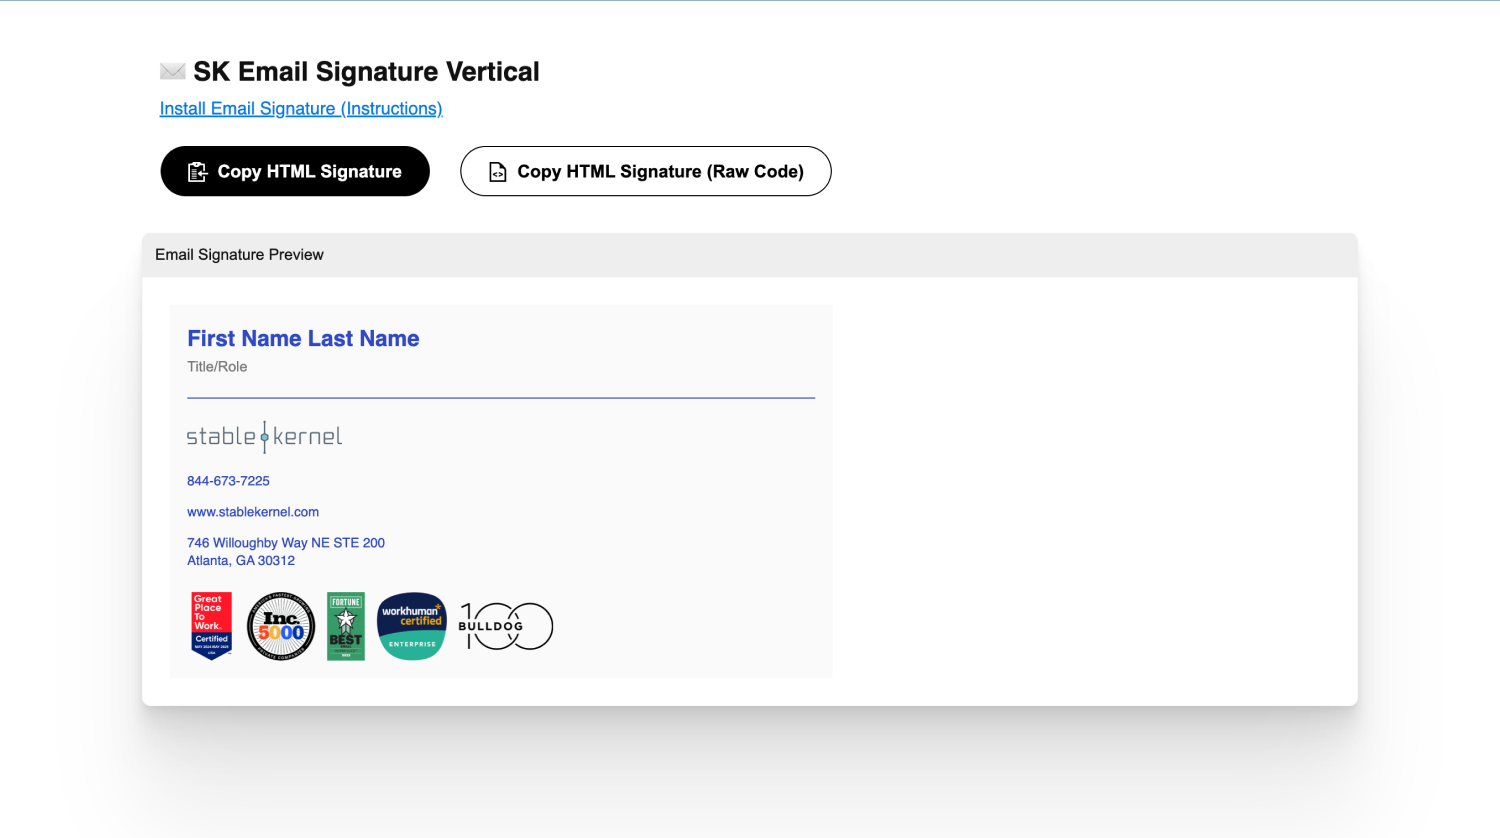 SK Email Signature Vertical
Install Email Signature (Instructions)
Copy HTML Signature
Copy HTML Signature (Raw Code)
Email Signature Preview
First Name Last Name
Title/Role
stable kernel
844-673-7225
www.stablekernel.com
746 Willoughby Way NE STE 200
Atlanta, GA 30312
Great
Place
To
Work.
Certified
USA
Inc.
5000
FORTUNE
BEST
workhuman*
certified
ENTERPRISE
100
BULLDOG